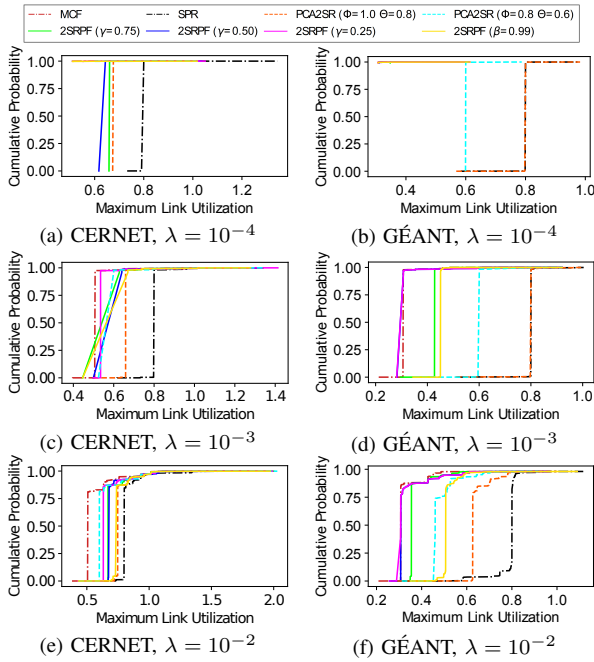 MCF SPR PCA2SR (Φ=1.0 Θ=0.8) PCA2SR (Φ=0.8 Θ=0.6)
2SRPF (γ=0.75) 2SRPF (γ=0.50) 2SRPF (γ=0.25) 2SRPF (β=0.99)
Cumulative Probability
1.00
0.75
0.50
0.25
0.00
0.6 0.8 1.0 1.2
Maximum Link Utilization
(a) CERNET, λ = 10⁻⁴
Cumulative Probability
1.00
0.75
0.50
0.25
0.00
0.4 0.6 0.8 1.0
Maximum Link Utilization
(b) GÉANT, λ = 10⁻⁴
Cumulative Probability
1.00
0.75
0.50
0.25
0.00
0.4 0.6 0.8 1.0 1.2 1.4
Maximum Link Utilization
(c) CERNET, λ = 10⁻³
Cumulative Probability
1.00
0.75
0.50
0.25
0.00
0.2 0.4 0.6 0.8 1.0
Maximum Link Utilization
(d) GÉANT, λ = 10⁻³
Cumulative Probability
1.00
0.75
0.50
0.25
0.00
0.5 1.0 1.5 2.0
Maximum Link Utilization
(e) CERNET, λ = 10⁻²
Cumulative Probability
1.00
0.75
0.50
0.25
0.00
0.2 0.4 0.6 0.8 1.0
Maximum Link Utilization
(f) GÉANT, λ = 10⁻²